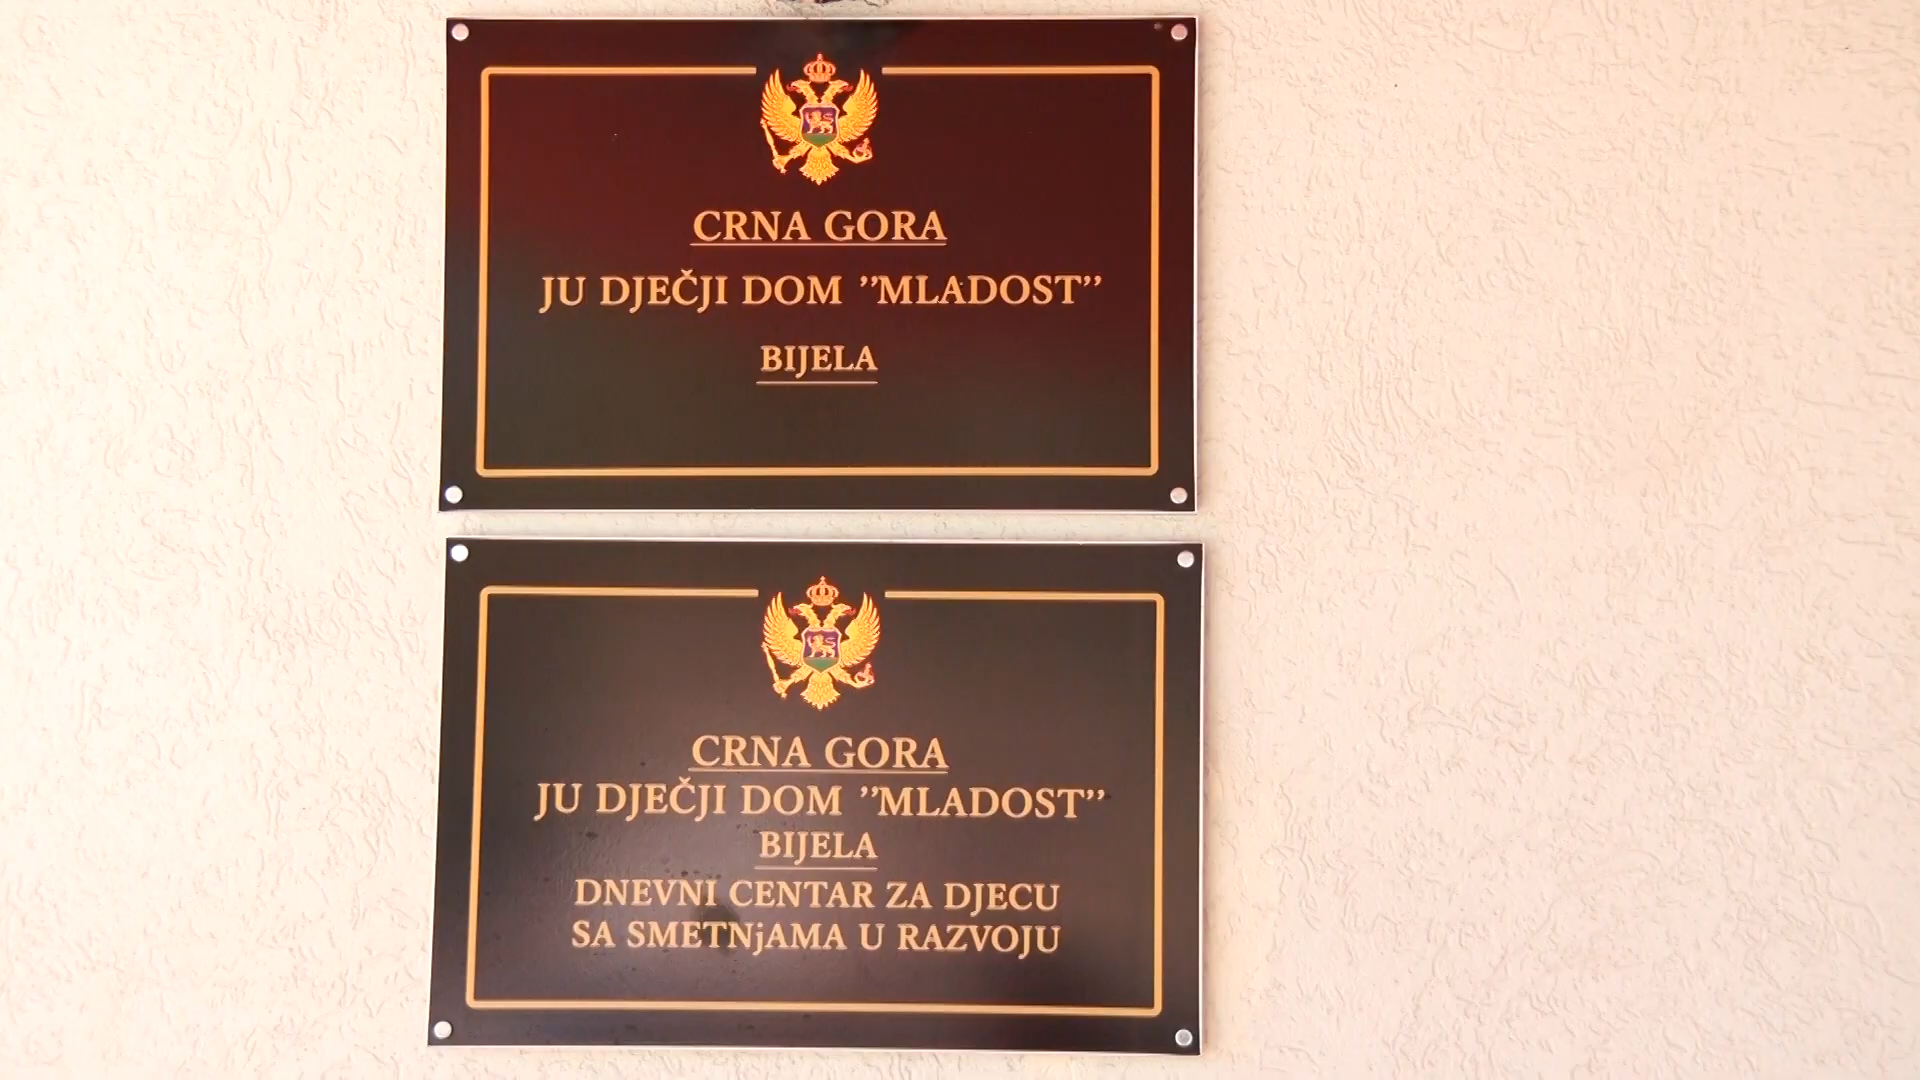 CRNA GORA
JU DJEČJI DOM ’’MLADOST’’
BIJELA
CRNA GORA
JU DJEČJI DOM ’’MLADOST’’
BIJELA
DNEVNI CENTAR ZA DJECU
SA SMETNjAMA U RAZVOJU